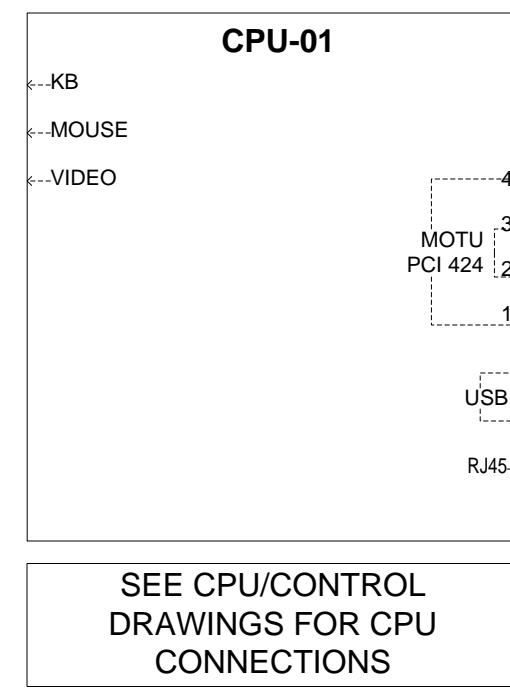 CPU-01
KB
MOUSE
VIDEO
4
3
MOTU
PCI 424
2
1
USB
RJ45
SEE CPU/CONTROL
DRAWINGS FOR CPU
CONNECTIONS